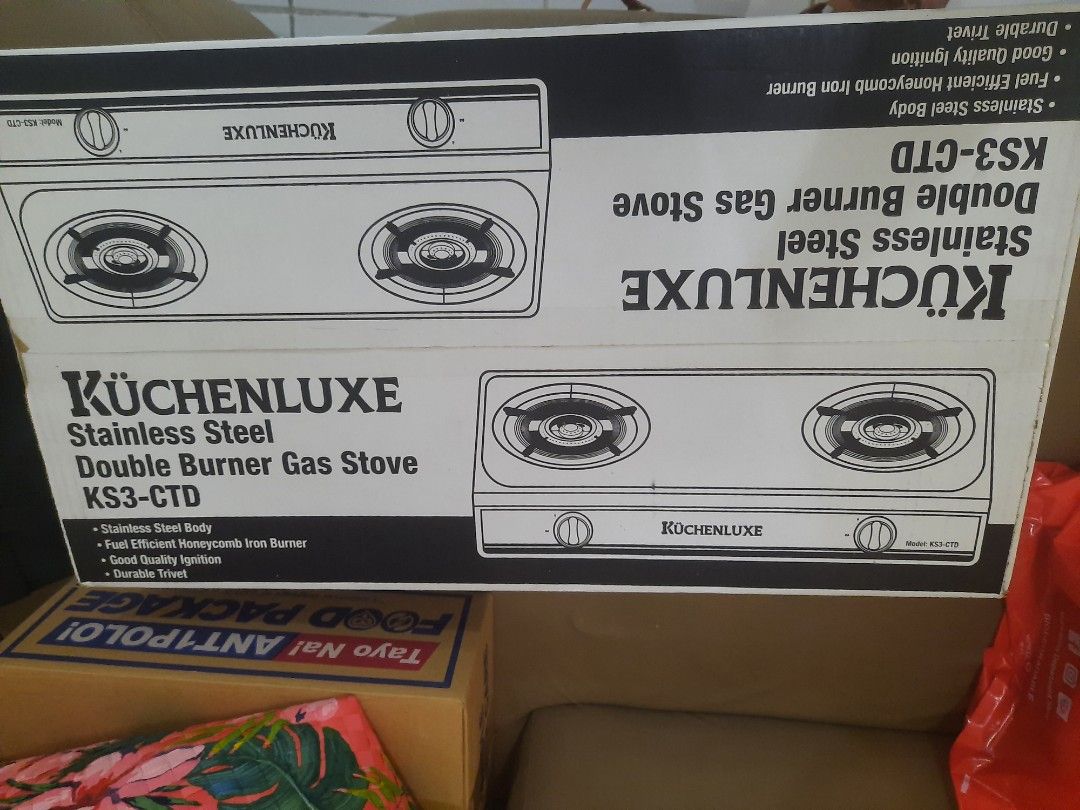 • Durable Trivet
• Good Quality Ignition
• Fuel Efficient Honeycomb Iron Burner
• Stainless Steel Body
KS3-CTD
Double Burner Gas Stove
Stainless Steel
KÜCHENLUXE
KÜCHENLUXE
Model: KS3-CTD
KÜCHENLUXE
Stainless Steel
Double Burner Gas Stove
KS3-CTD
• Stainless Steel Body
• Fuel Efficient Honeycomb Iron Burner
• Good Quality Ignition
• Durable Trivet
KÜCHENLUXE
Model: KS3-CTD
FOOD PACKAGE
Tayo Na! ANT1POLO!